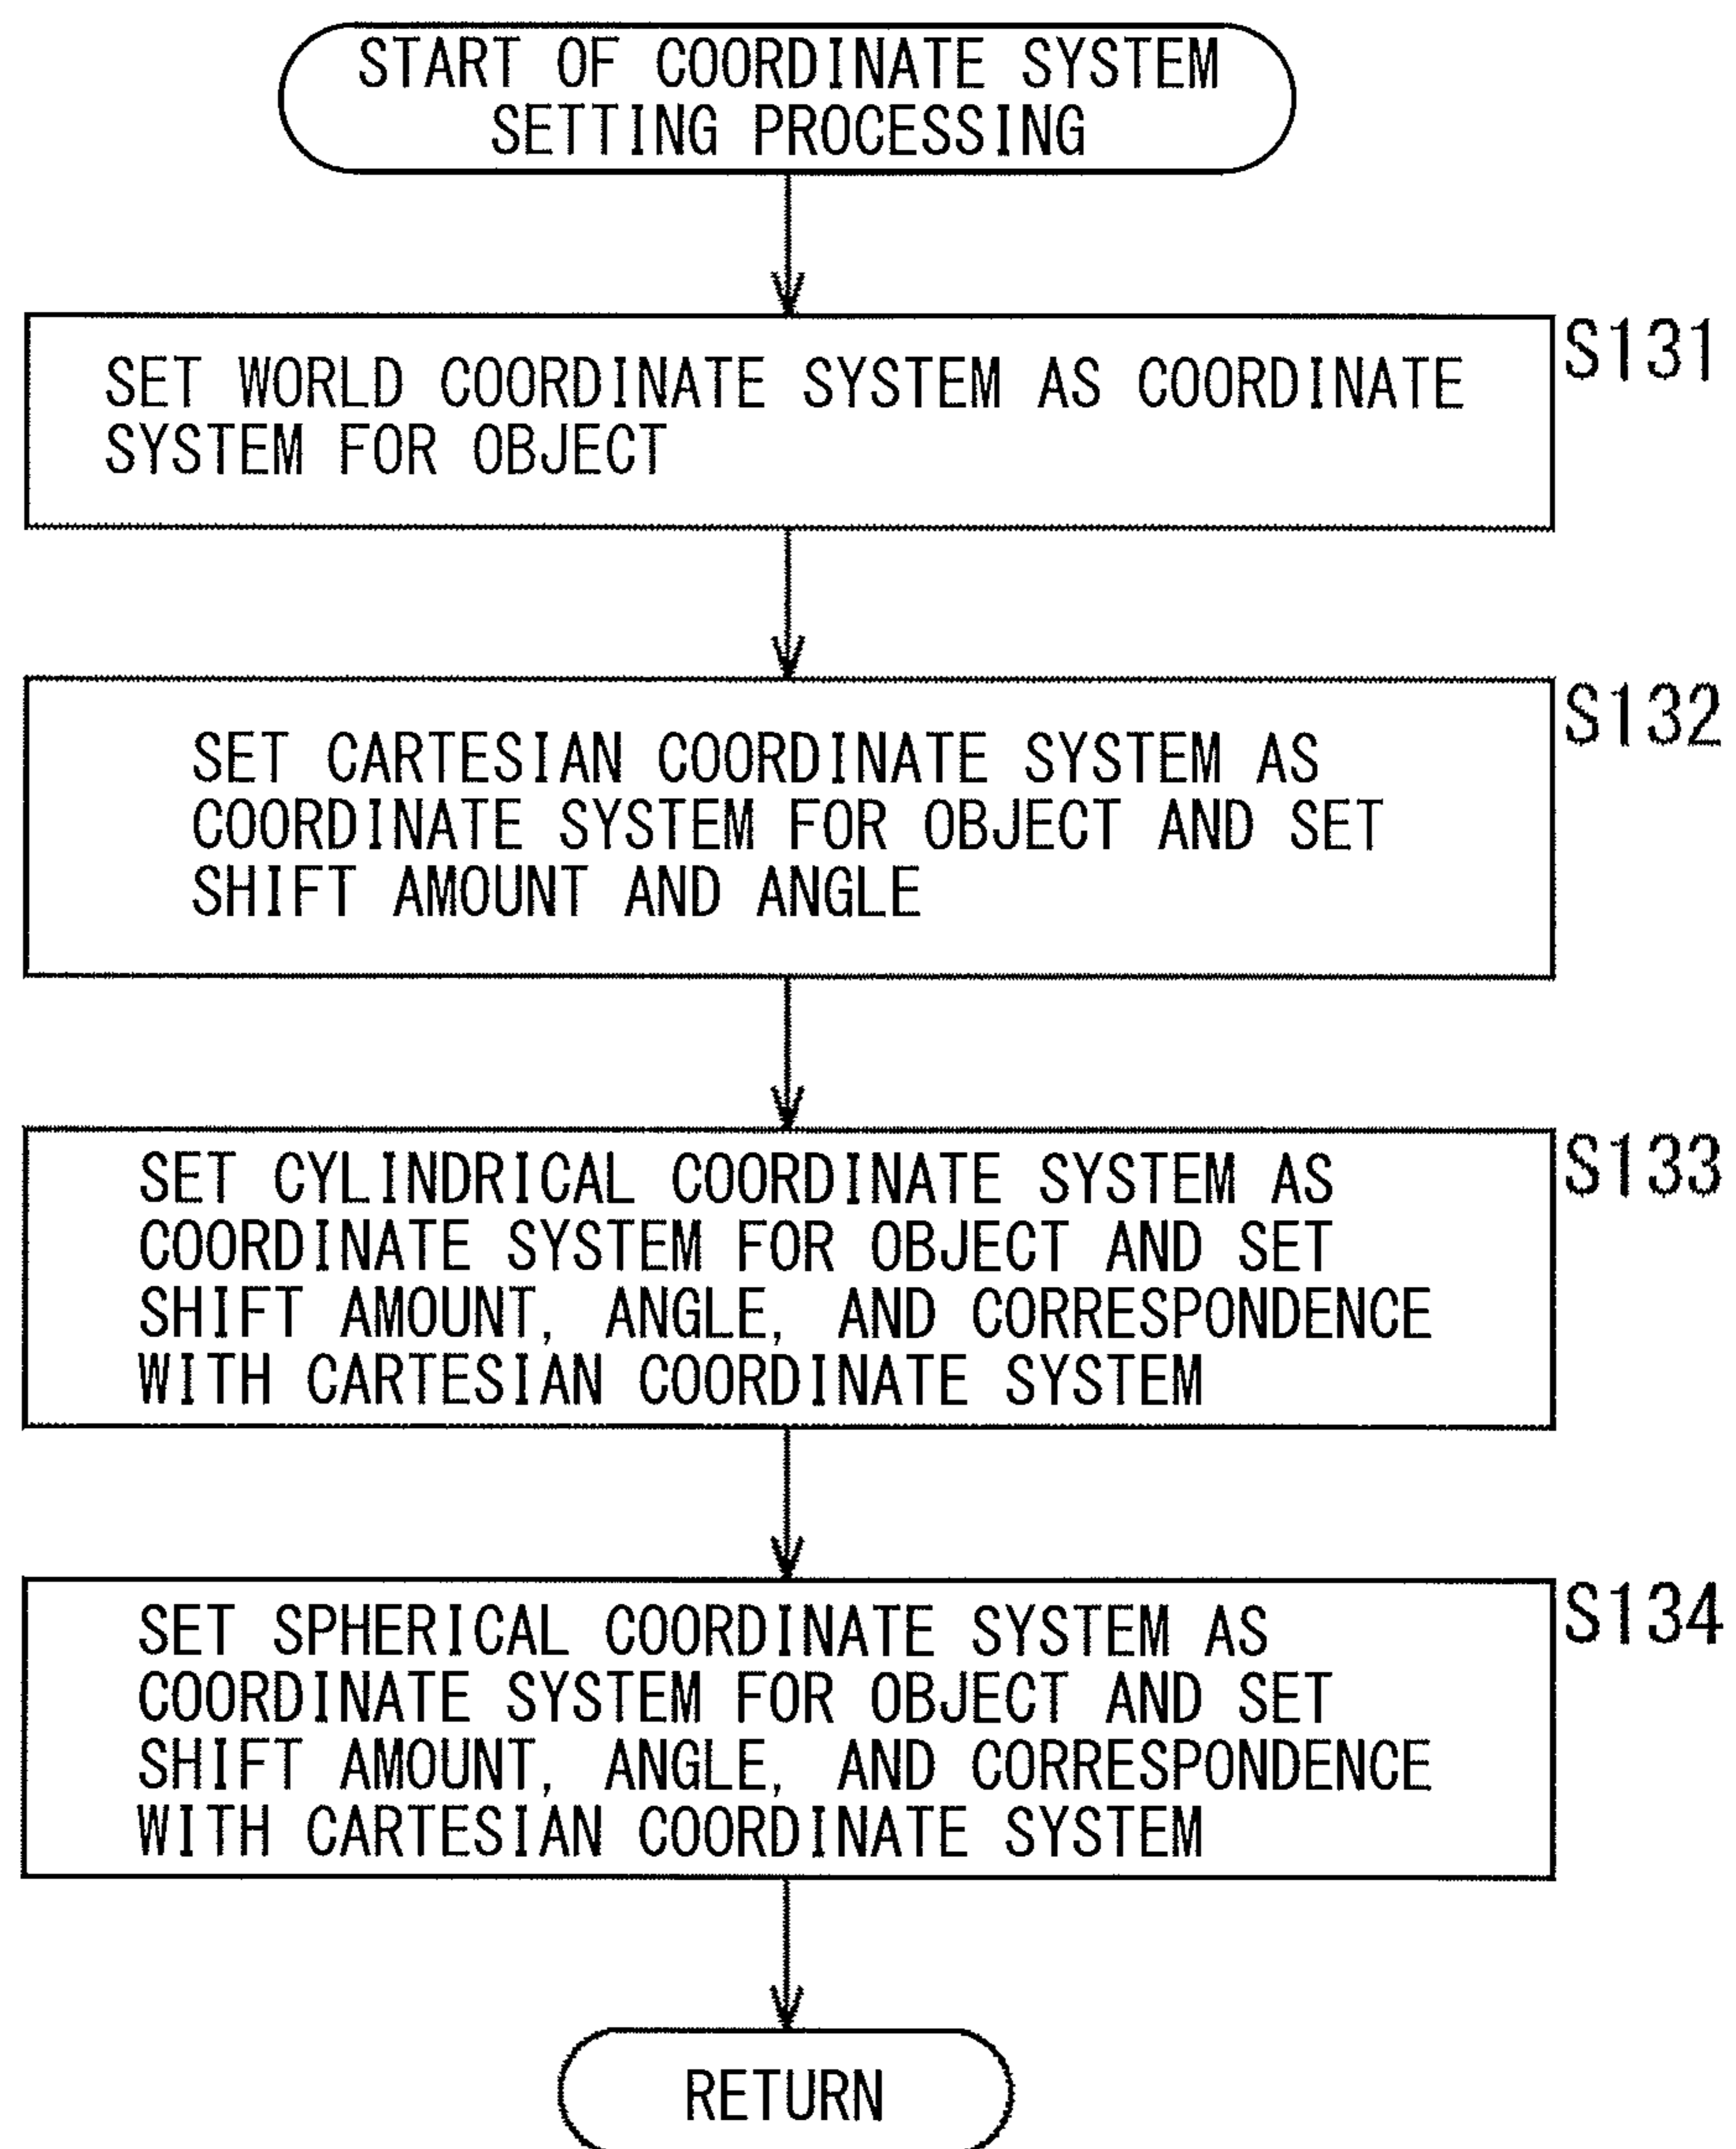 START OF COORDINATE SYSTEM
SETTING PROCESSING
S131
SET WORLD COORDINATE SYSTEM AS COORDINATE
SYSTEM FOR OBJECT
S132
SET CARTESIAN COORDINATE SYSTEM AS
COORDINATE SYSTEM FOR OBJECT AND SET
SHIFT AMOUNT AND ANGLE
S133
SET CYLINDRICAL COORDINATE SYSTEM AS
COORDINATE SYSTEM FOR OBJECT AND SET
SHIFT AMOUNT, ANGLE, AND CORRESPONDENCE
WITH CARTESIAN COORDINATE SYSTEM
S134
SET SPHERICAL COORDINATE SYSTEM AS
COORDINATE SYSTEM FOR OBJECT AND SET
SHIFT AMOUNT, ANGLE, AND CORRESPONDENCE
WITH CARTESIAN COORDINATE SYSTEM
RETURN